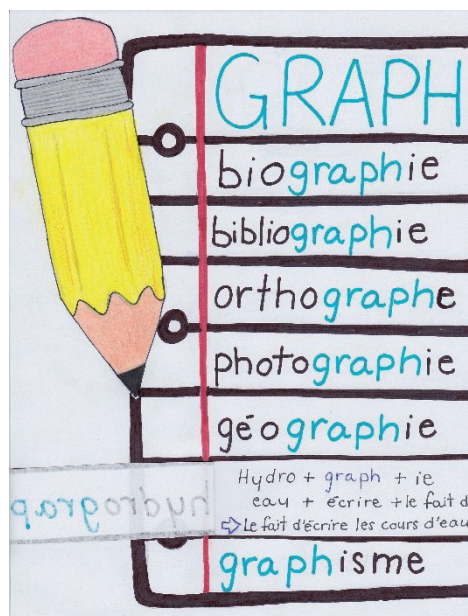 GRAPH
biographie
bibliographie
orthographe
photographie
géographie
hydrograp
Hydro + graph + ie
eau + écrire + le fait d
⇨ Le fait d'écrire les cours d'eau
graphisme